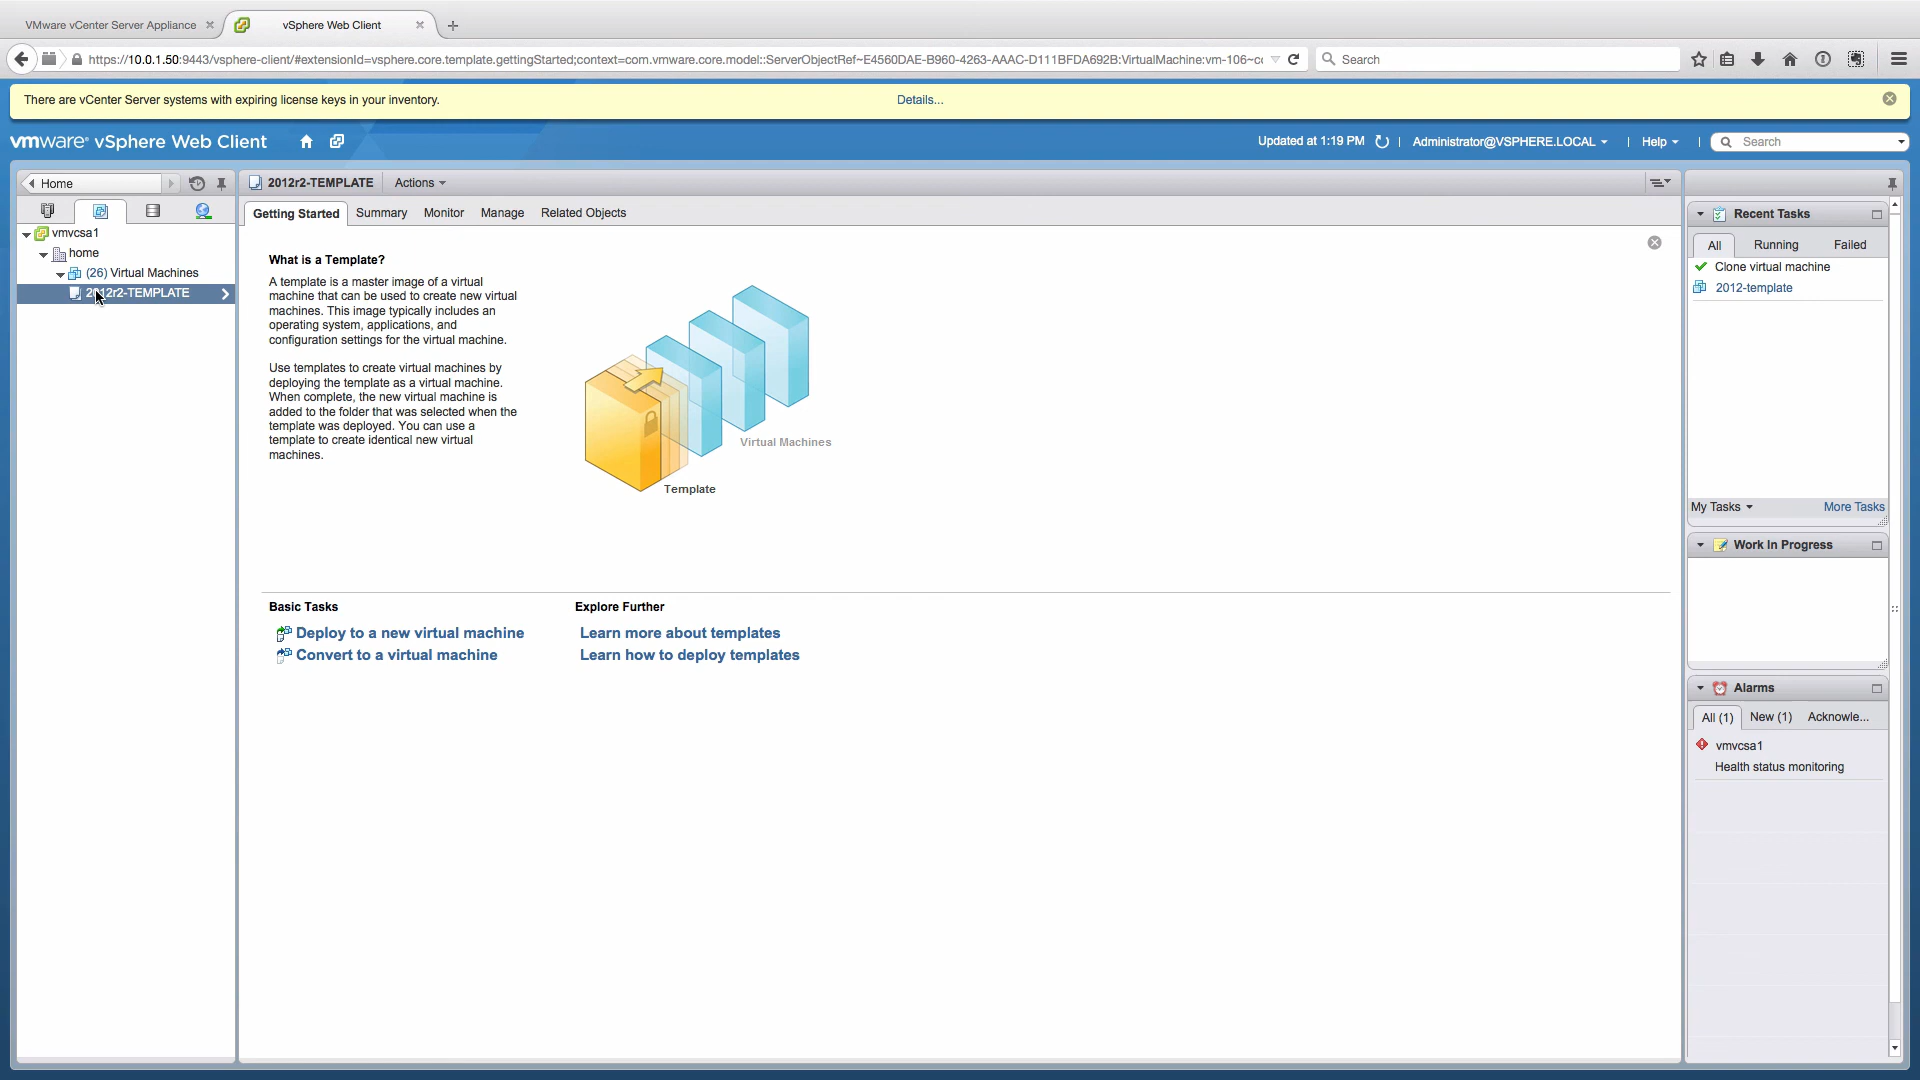 VMware vCenter Server Appliance
vSphere Web Client
https://10.0.1.50:9443/vsphere-client/#extensionId=vsphere.core.template.gettingStarted;context=com.vmware.core.model::ServerObjectRef~E4560DAE-B960-4263-AAAC-D111BFDA692B:VirtualMachine:vm-106~c
Search
There are vCenter Server systems with expiring license keys in your inventory.
Details...
vmware® vSphere Web Client
Updated at 1:19 PM
Administrator@VSPHERE.LOCAL
Help
Search
Home
2012r2-TEMPLATE
Actions
Getting Started
Summary
Monitor
Manage
Related Objects
vmvcsa1
home
(26) Virtual Machines
2012r2-TEMPLATE
What is a Template?
A template is a master image of a virtual
machine that can be used to create new virtual
machines. This image typically includes an
operating system, applications, and
configuration settings for the virtual machine.
Use templates to create virtual machines by
deploying the template as a virtual machine.
When complete, the new virtual machine is
added to the folder that was selected when the
template was deployed. You can use a
template to create identical new virtual
machines.
Virtual Machines
Template
Basic Tasks
Deploy to a new virtual machine
Convert to a virtual machine
Explore Further
Learn more about templates
Learn how to deploy templates
Recent Tasks
All
Running
Failed
Clone virtual machine
2012-template
My Tasks
More Tasks
Work In Progress
Alarms
All (1)
New (1)
Acknowle...
vmvcsa1
Health status monitoring